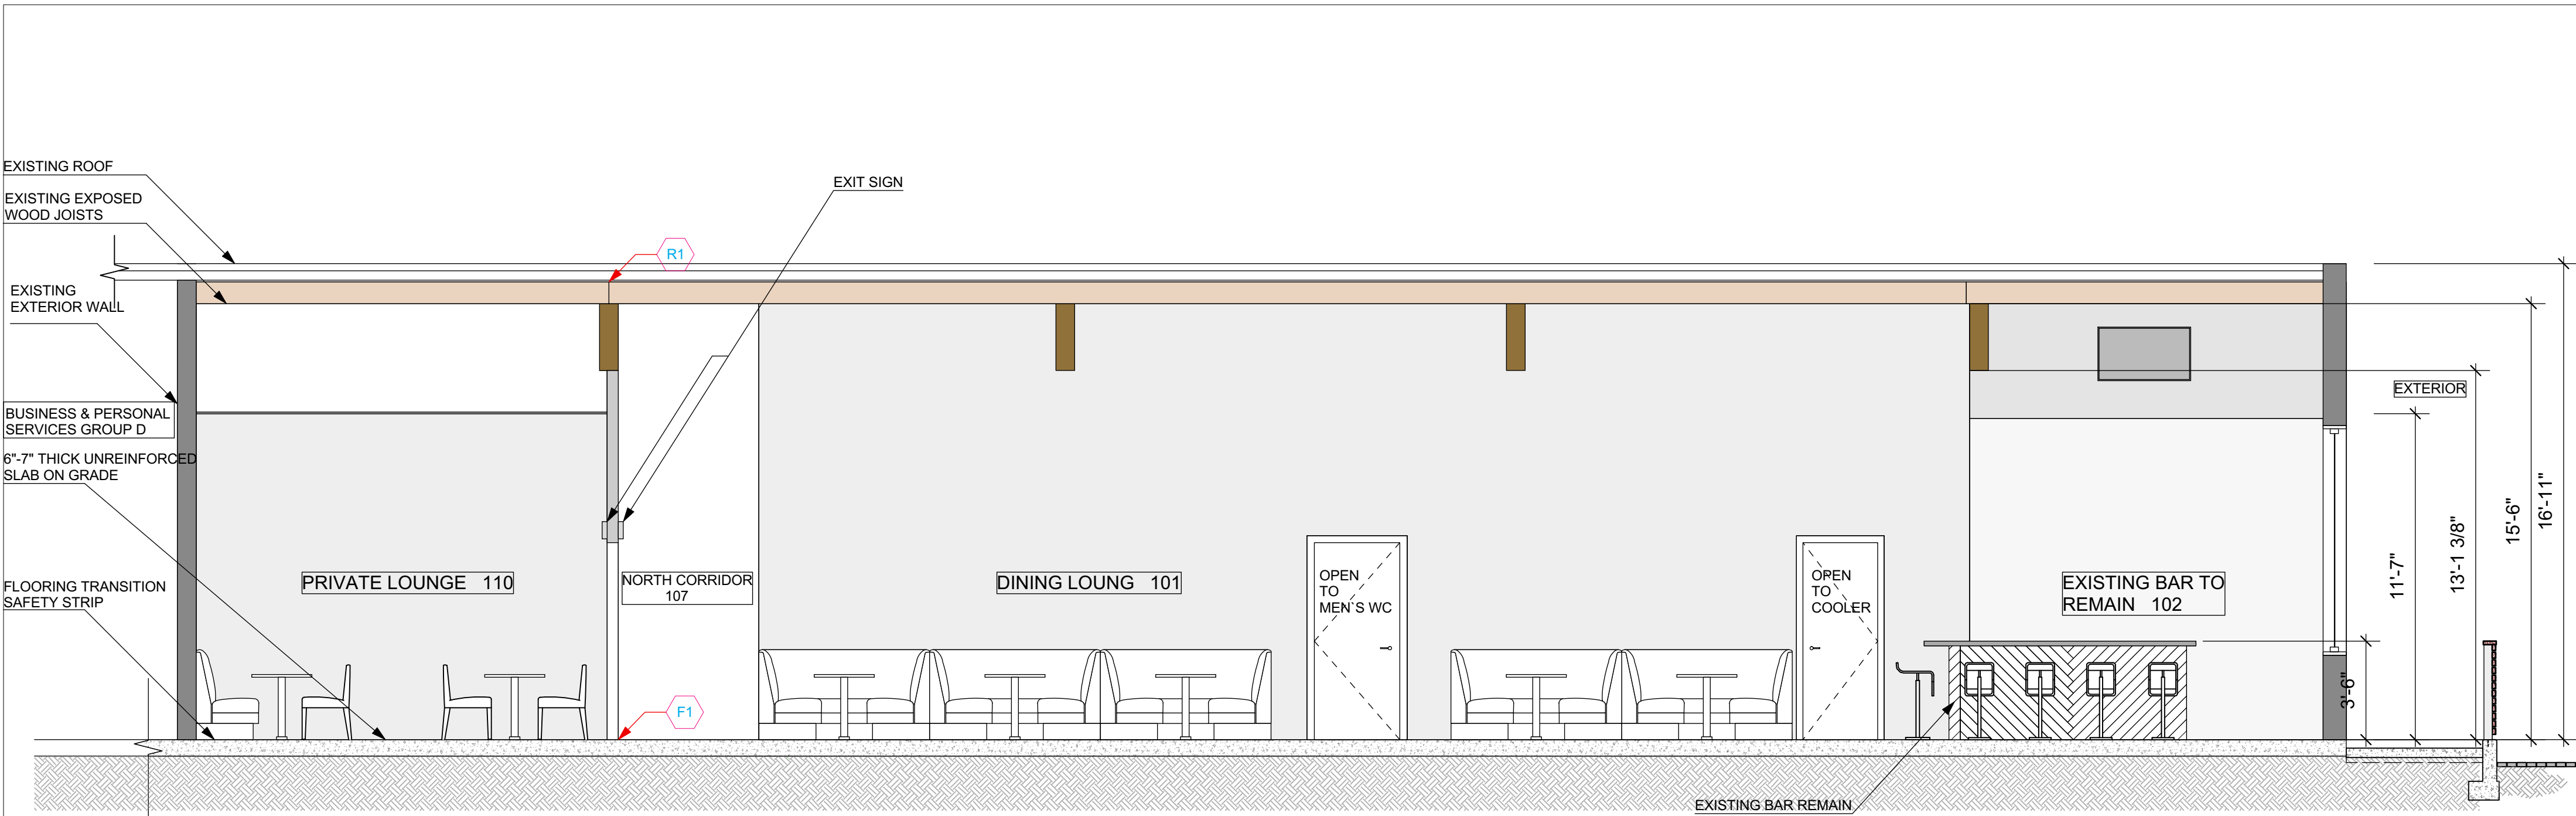 EXISTING ROOF
EXISTING EXPOSED
WOOD JOISTS
EXISTING
EXTERIOR WALL
BUSINESS & PERSONAL
SERVICES GROUP D
6"-7" THICK UNREINFORCED
SLAB ON GRADE
FLOORING TRANSITION
SAFETY STRIP
EXIT SIGN
R1
PRIVATE LOUNGE 110
NORTH CORRIDOR
107
F1
DINING LOUNG 101
OPEN
TO
MEN`S WC
OPEN
TO
COOLER
EXISTING BAR TO
REMAIN 102
EXISTING BAR REMAIN
EXTERIOR
3'-6"
11'-7"
13'-1 3/8"
15'-6"
16'-11"